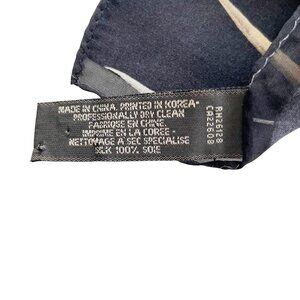 MADE IN CHINA. PRINTED IN KOREA-
PROFESSIONALLY DRY CLEAN
FABRIQUE EN CHINE.
IMPRIME EN LA COREE -
NETTOYAGE A SEC SPECIALISE
SILK 100% SOIE
RN26128
CA22608